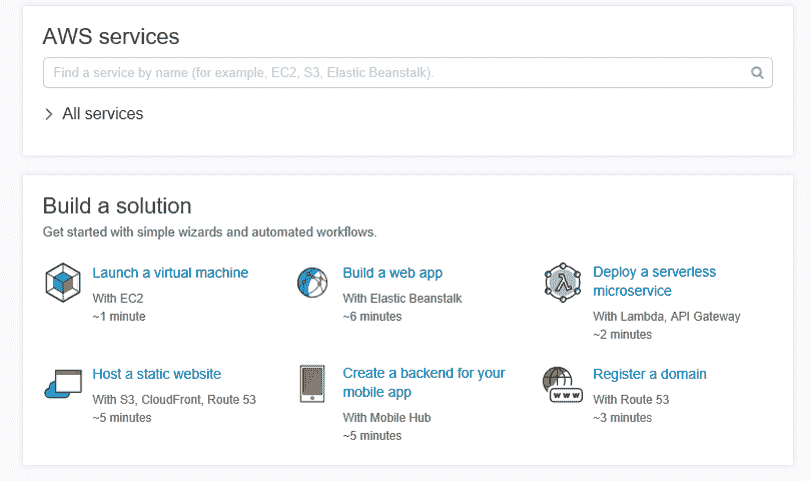 AWS services
Find a service by name (for example, EC2, S3, Elastic Beanstalk).
All services
Build a solution
Get started with simple wizards and automated workflows.
Launch a virtual machine
With EC2
~1 minute
Build a web app
With Elastic Beanstalk
~6 minutes
Deploy a serverless
microservice
With Lambda, API Gateway
~2 minutes
Host a static website
With S3, CloudFront, Route 53
~5 minutes
Create a backend for your
mobile app
With Mobile Hub
~5 minutes
Register a domain
With Route 53
~3 minutes